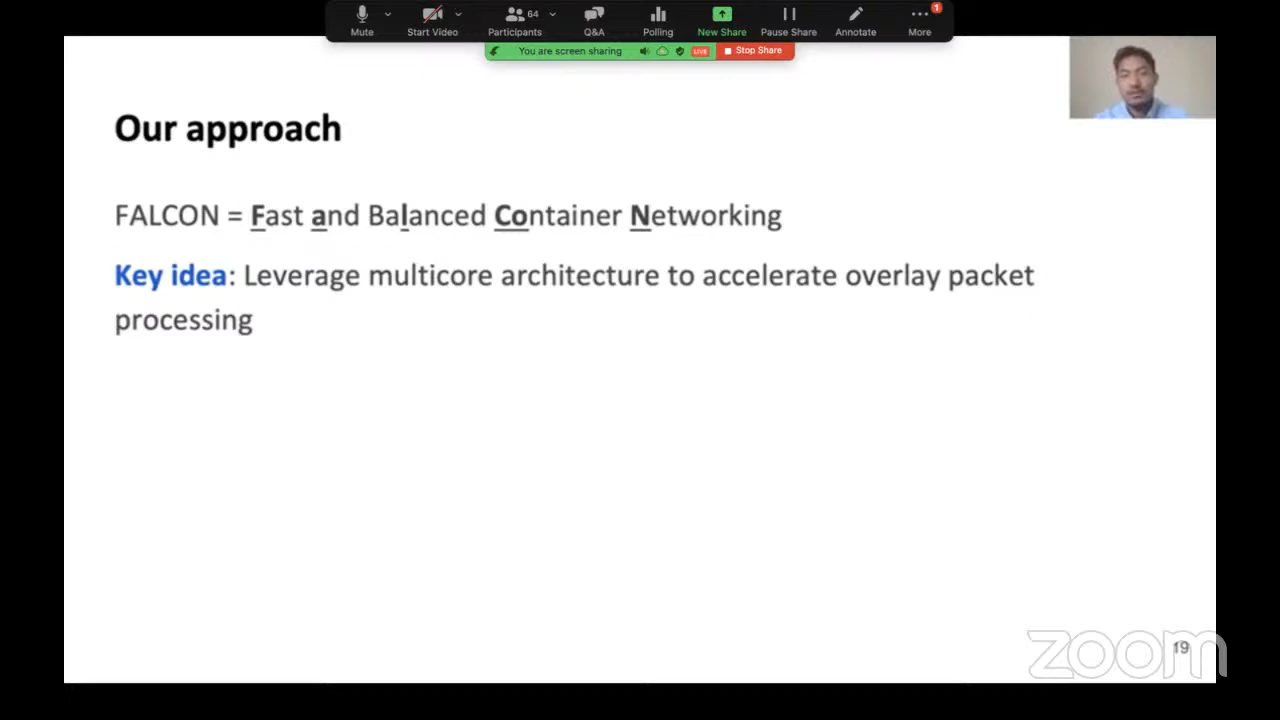 64
1
Mute
Start Video
Participants
Q&A
Polling
New Share
Pause Share
Annotate
More
You are screen sharing
LIVE
Stop Share
Our approach
FALCON = Fast and Balanced Container Networking
Key idea: Leverage multicore architecture to accelerate overlay packet
processing
zoom
19